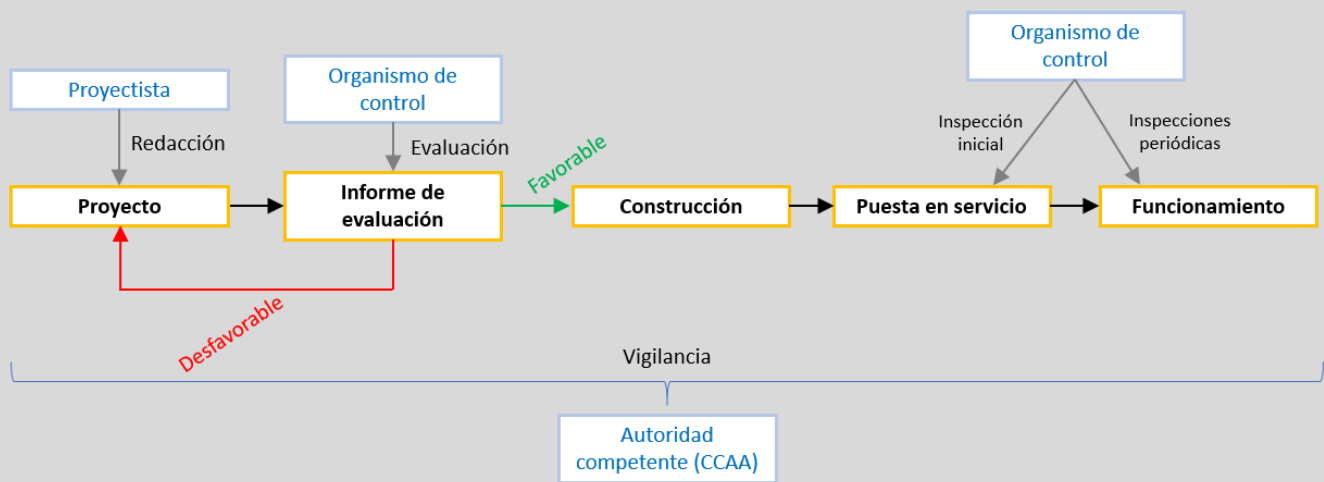 Proyectista
Organismo de
control
Organismo de
control
Redacción
Evaluación
Favorable
Inspección
inicial
Inspecciones
periódicas
Proyecto
Informe de
evaluación
Construcción
Puesta en servicio
Funcionamiento
Desfavorable
Vigilancia
Autoridad
competente (CCAA)